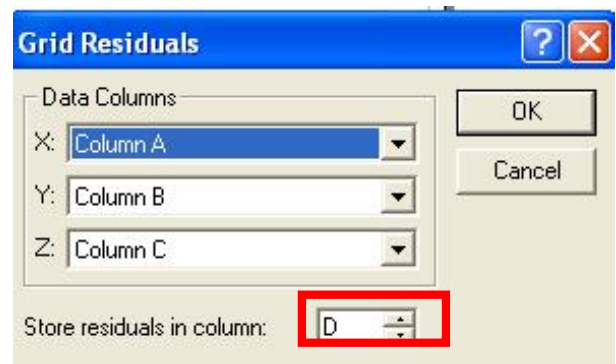 Grid Residuals
Data Columns
OK
X: Column A
Cancel
Y: Column B
Z: Column C
Store residuals in column: D